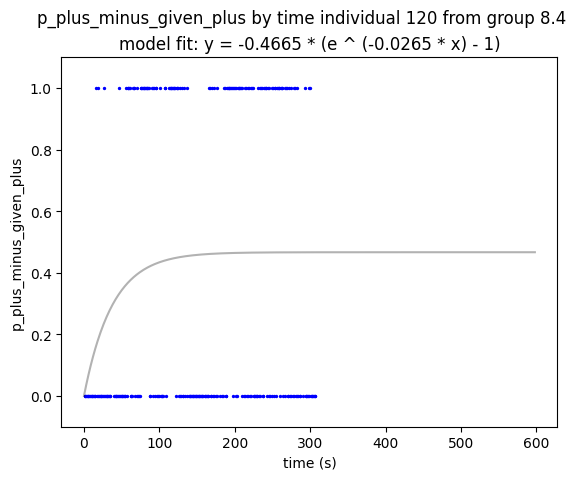 p_plus_minus_given_plus by time individual 120 from group 8.4
model fit: y = -0.4665 * (e ^ (-0.0265 * x) - 1)
p_plus_minus_given_plus
1.0
0.8
0.6
0.4
0.2
0.0
0 100 200 300 400 500 600
time (s)